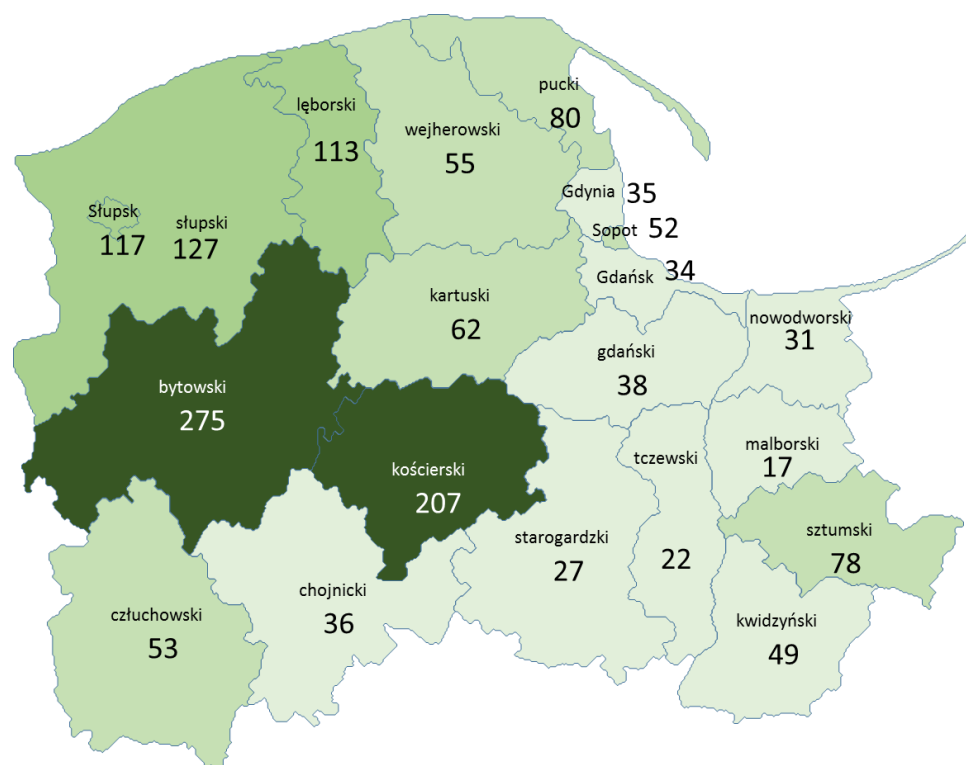 pucki
80
lęborski
113
wejherowski
55
Gdynia 35
Sopot 52
Gdańsk 34
Słupsk
117
słupski
127
kartuski
62
nowodworski
31
gdański
38
bytowski
275
kościerski
207
tczewski
22
malborski
17
starogardzki
27
sztumski
78
człuchowski
53
chojnicki
36
kwidzyński
49